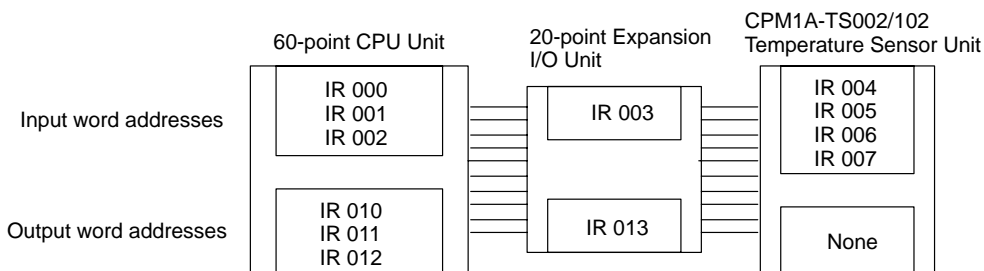 60-point CPU Unit
20-point Expansion
I/O Unit
CPM1A-TS002/102
Temperature Sensor Unit
Input word addresses
IR 000
IR 001
IR 002
IR 003
IR 004
IR 005
IR 006
IR 007
Output word addresses
IR 010
IR 011
IR 012
IR 013
None